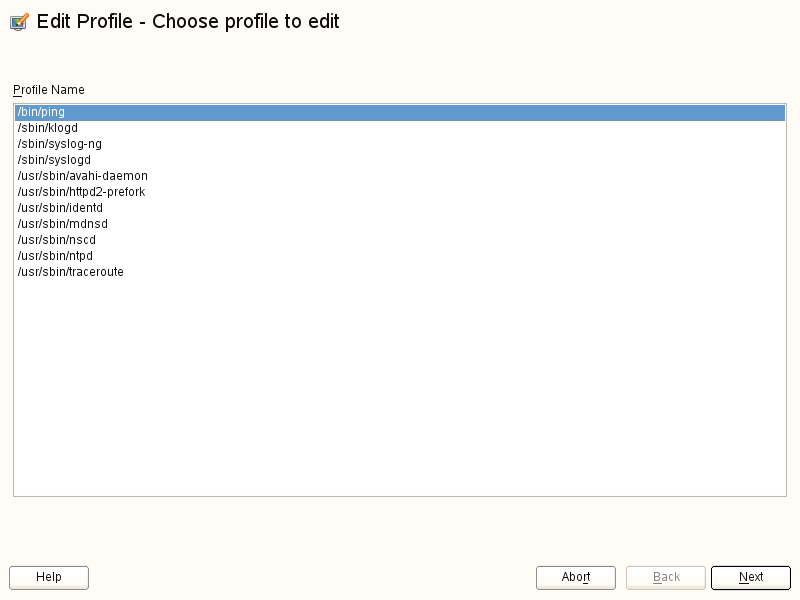 Edit Profile - Choose profile to edit
Profile Name
/bin/ping
/sbin/klogd
/sbin/syslog-ng
/sbin/syslogd
/usr/sbin/avahi-daemon
/usr/sbin/httpd2-prefork
/usr/sbin/identd
/usr/sbin/mdnsd
/usr/sbin/nscd
/usr/sbin/ntpd
/usr/sbin/traceroute
Help Abort Back Next